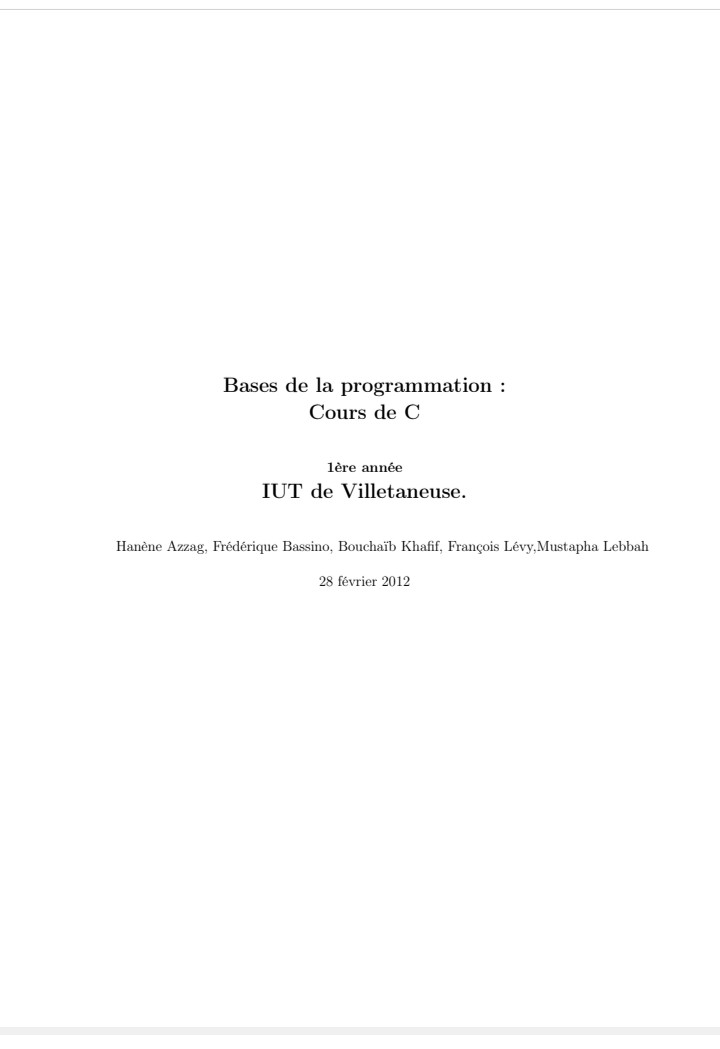 Bases de la programmation :
Cours de C
1ère année
IUT de Villetaneuse.
Hanène Azzag, Frédérique Bassino, Bouchaïb Khafif, François Lévy,Mustapha Lebbah
28 février 2012